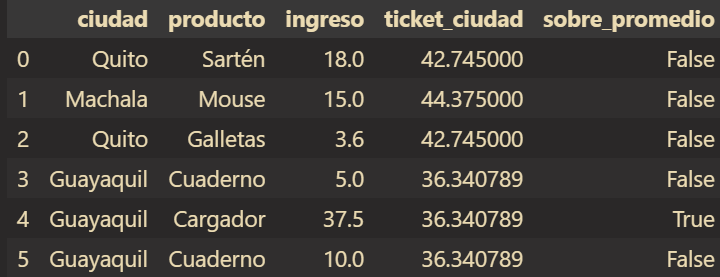 ciudad producto ingreso ticket_ciudad sobre_promedio
0 Quito Sartén 18.0 42.745000 False
1 Machala Mouse 15.0 44.375000 False
2 Quito Galletas 3.6 42.745000 False
3 Guayaquil Cuaderno 5.0 36.340789 False
4 Guayaquil Cargador 37.5 36.340789 True
5 Guayaquil Cuaderno 10.0 36.340789 False